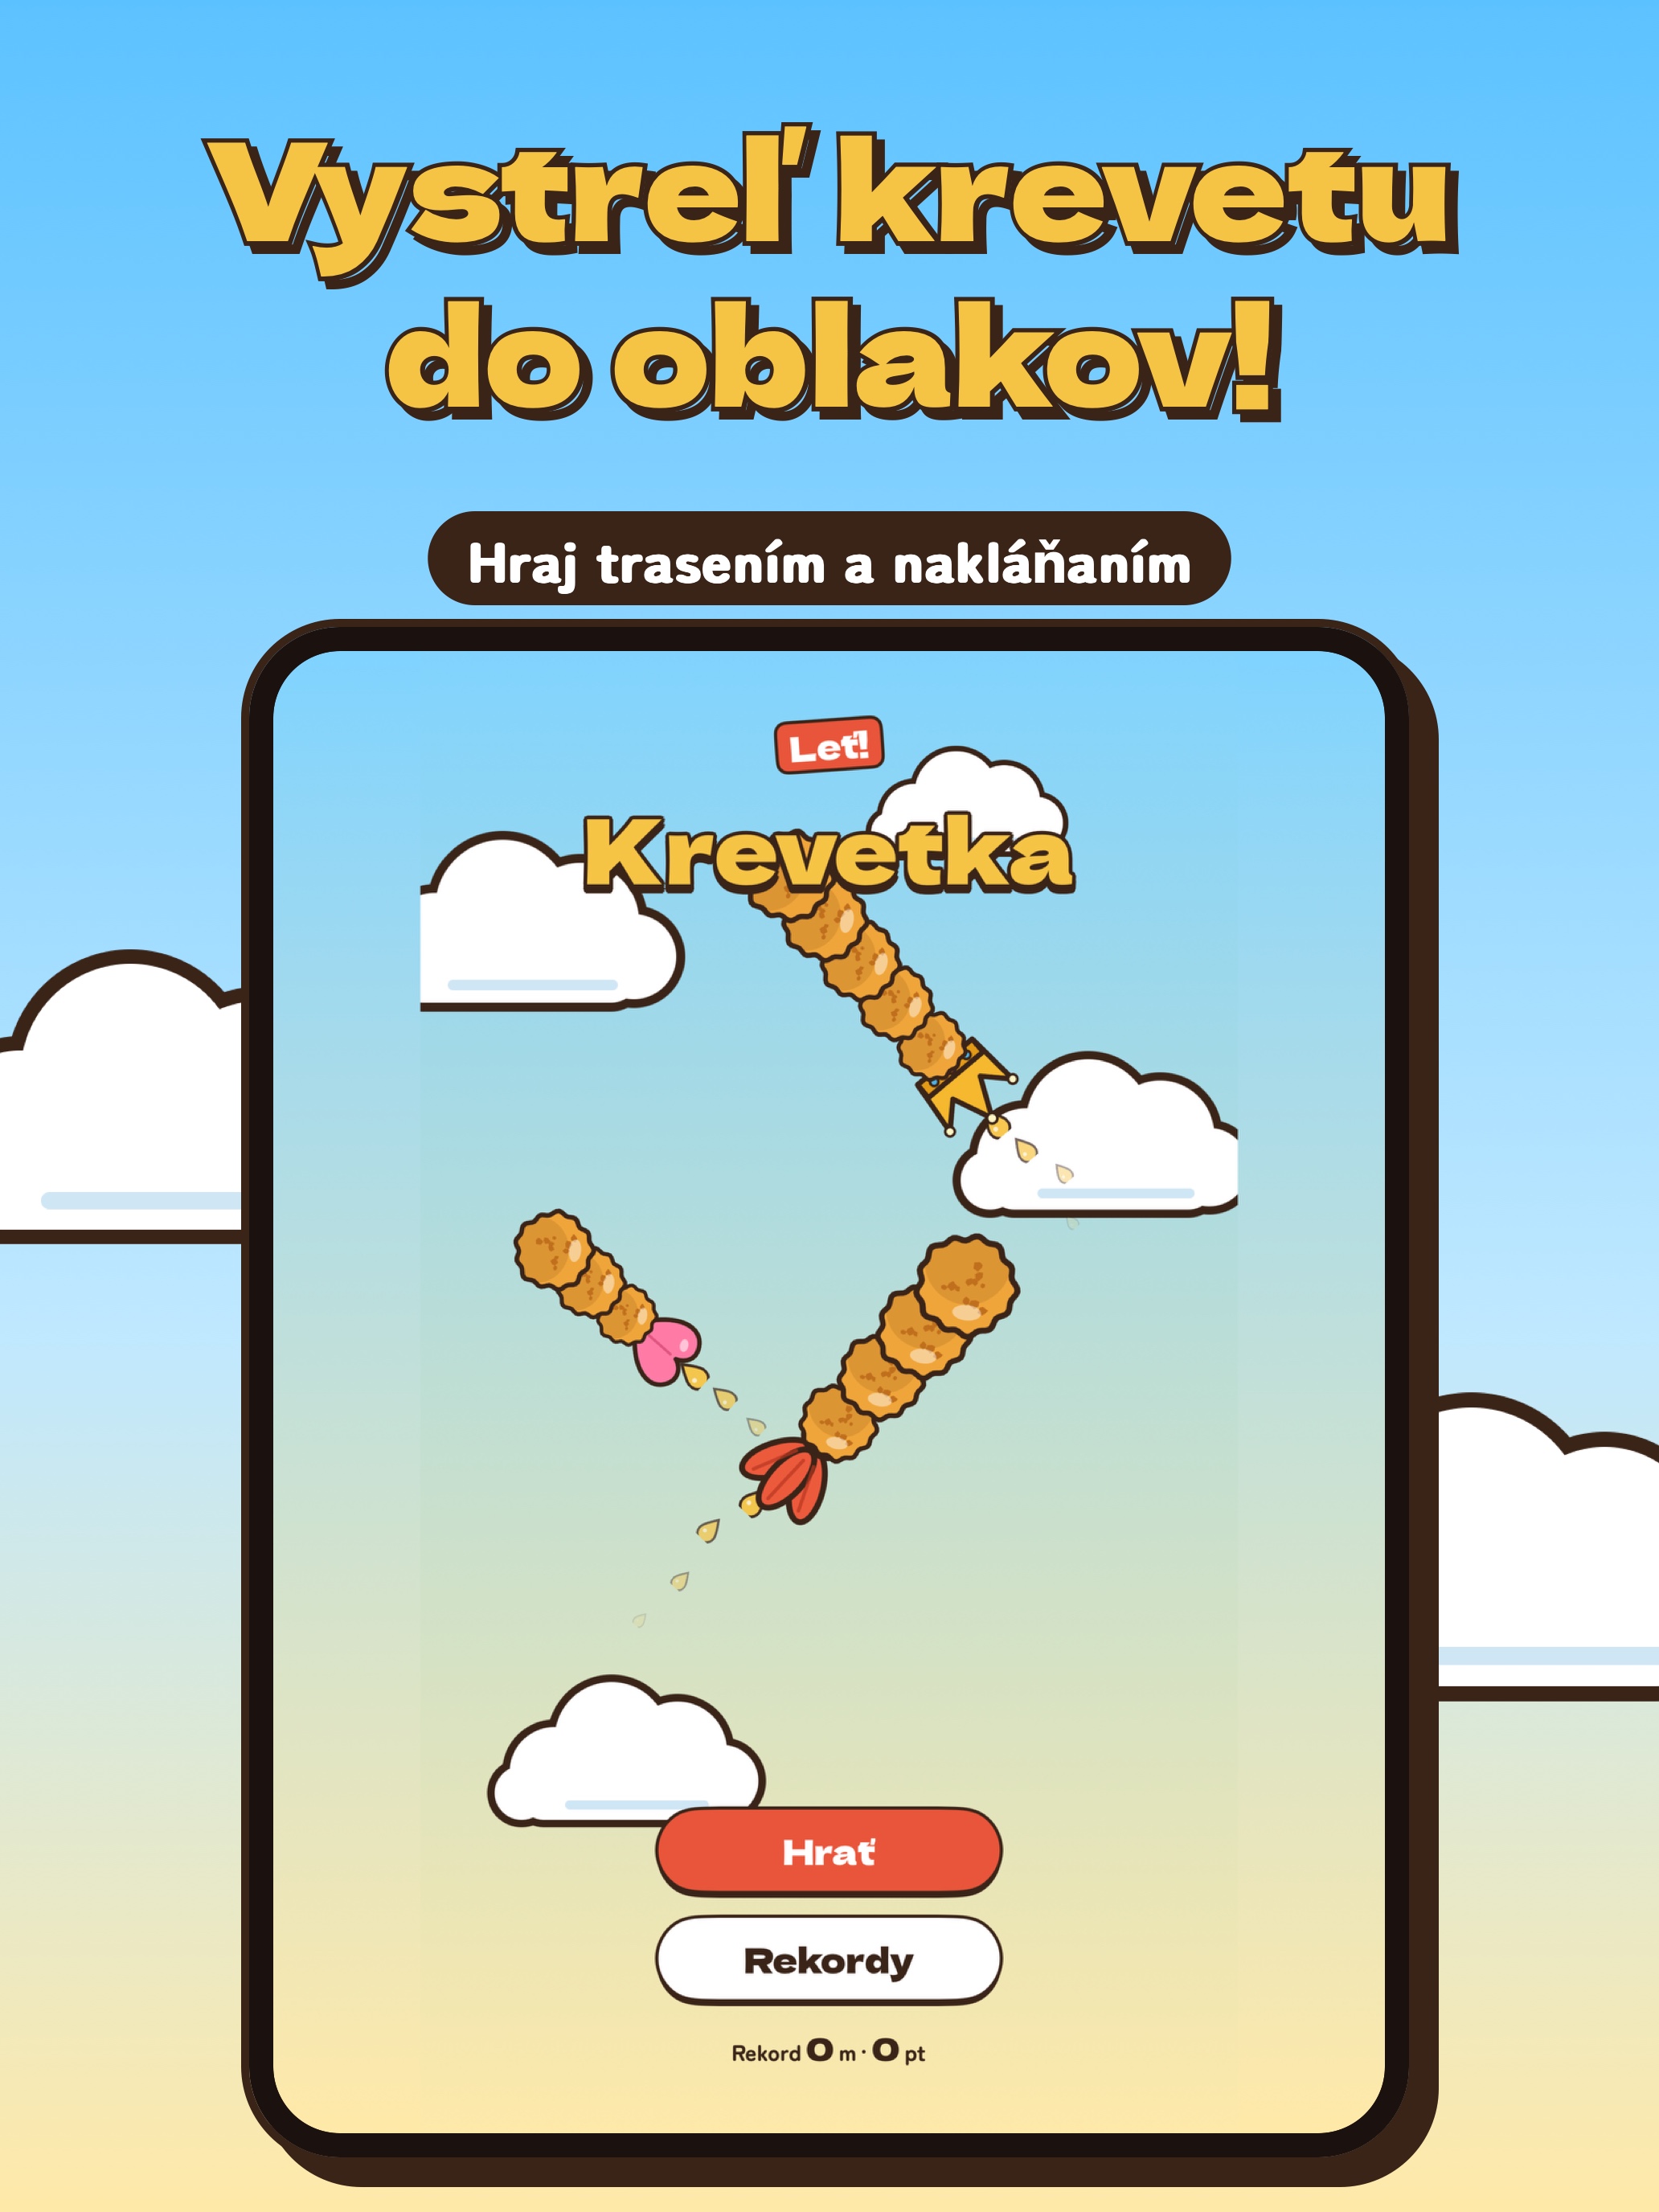 Vystreľ krevetu
do oblakov!
Hraj trasením a nakláňaním
Leť!
Krevetka
Hrať
Rekordy
Rekord 0 m · 0 pt